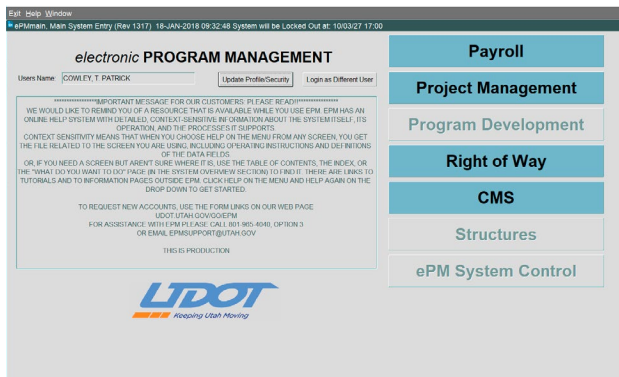 Exit Help Window
ePMmain, Main System Entry (Rev 1317) 18-JAN-2018 09:32:48 System will be Locked Out at: 10/03/27 17:00
electronic PROGRAM MANAGEMENT
Users Name: COWLEY, T. PATRICK
Update Profile/Security
Login as Different User
*****************IMPORTANT MESSAGE FOR OUR CUSTOMERS: PLEASE READ!!****************
WE WOULD LIKE TO REMIND YOU OF A RESOURCE THAT IS AVAILABLE WHILE YOU USE EPM. EPM HAS AN
ONLINE HELP SYSTEM WITH DETAILED, CONTEXT-SENSITIVE INFORMATION ABOUT THE SYSTEM ITSELF, ITS
OPERATION, AND THE PROCESSES IT SUPPORTS.
CONTEXT SENSITIVITY MEANS THAT WHEN YOU CHOOSE HELP ON THE MENU FROM ANY SCREEN, YOU GET
THE FILE RELATED TO THE SCREEN YOU ARE USING, INCLUDING OPERATING INSTRUCTIONS AND DEFINITIONS
OF THE DATA FIELDS.
OR, IF YOU NEED A SCREEN BUT AREN'T SURE WHERE IT IS, USE THE TABLE OF CONTENTS, THE INDEX, OR
THE "WHAT DO YOU WANT TO DO" PAGE (IN THE SYSTEM OVERVIEW SECTION) TO FIND IT. THERE ARE LINKS TO
TUTORIALS AND TO INFORMATION PAGES OUTSIDE EPM. CLICK HELP ON THE MENU AND HELP AGAIN ON THE
DROP DOWN TO GET STARTED.
TO REQUEST NEW ACCOUNTS, USE THE FORM LINKS ON OUR WEB PAGE
UDOT.UTAH.GOV/GO/EPM
FOR ASSISTANCE WITH EPM PLEASE CALL 801-965-4040, OPTION 3
OR EMAIL EPMSUPPORT@UTAH.GOV
THIS IS PRODUCTION
UDOT
Keeping Utah Moving
Payroll
Project Management
Program Development
Right of Way
CMS
Structures
ePM System Control